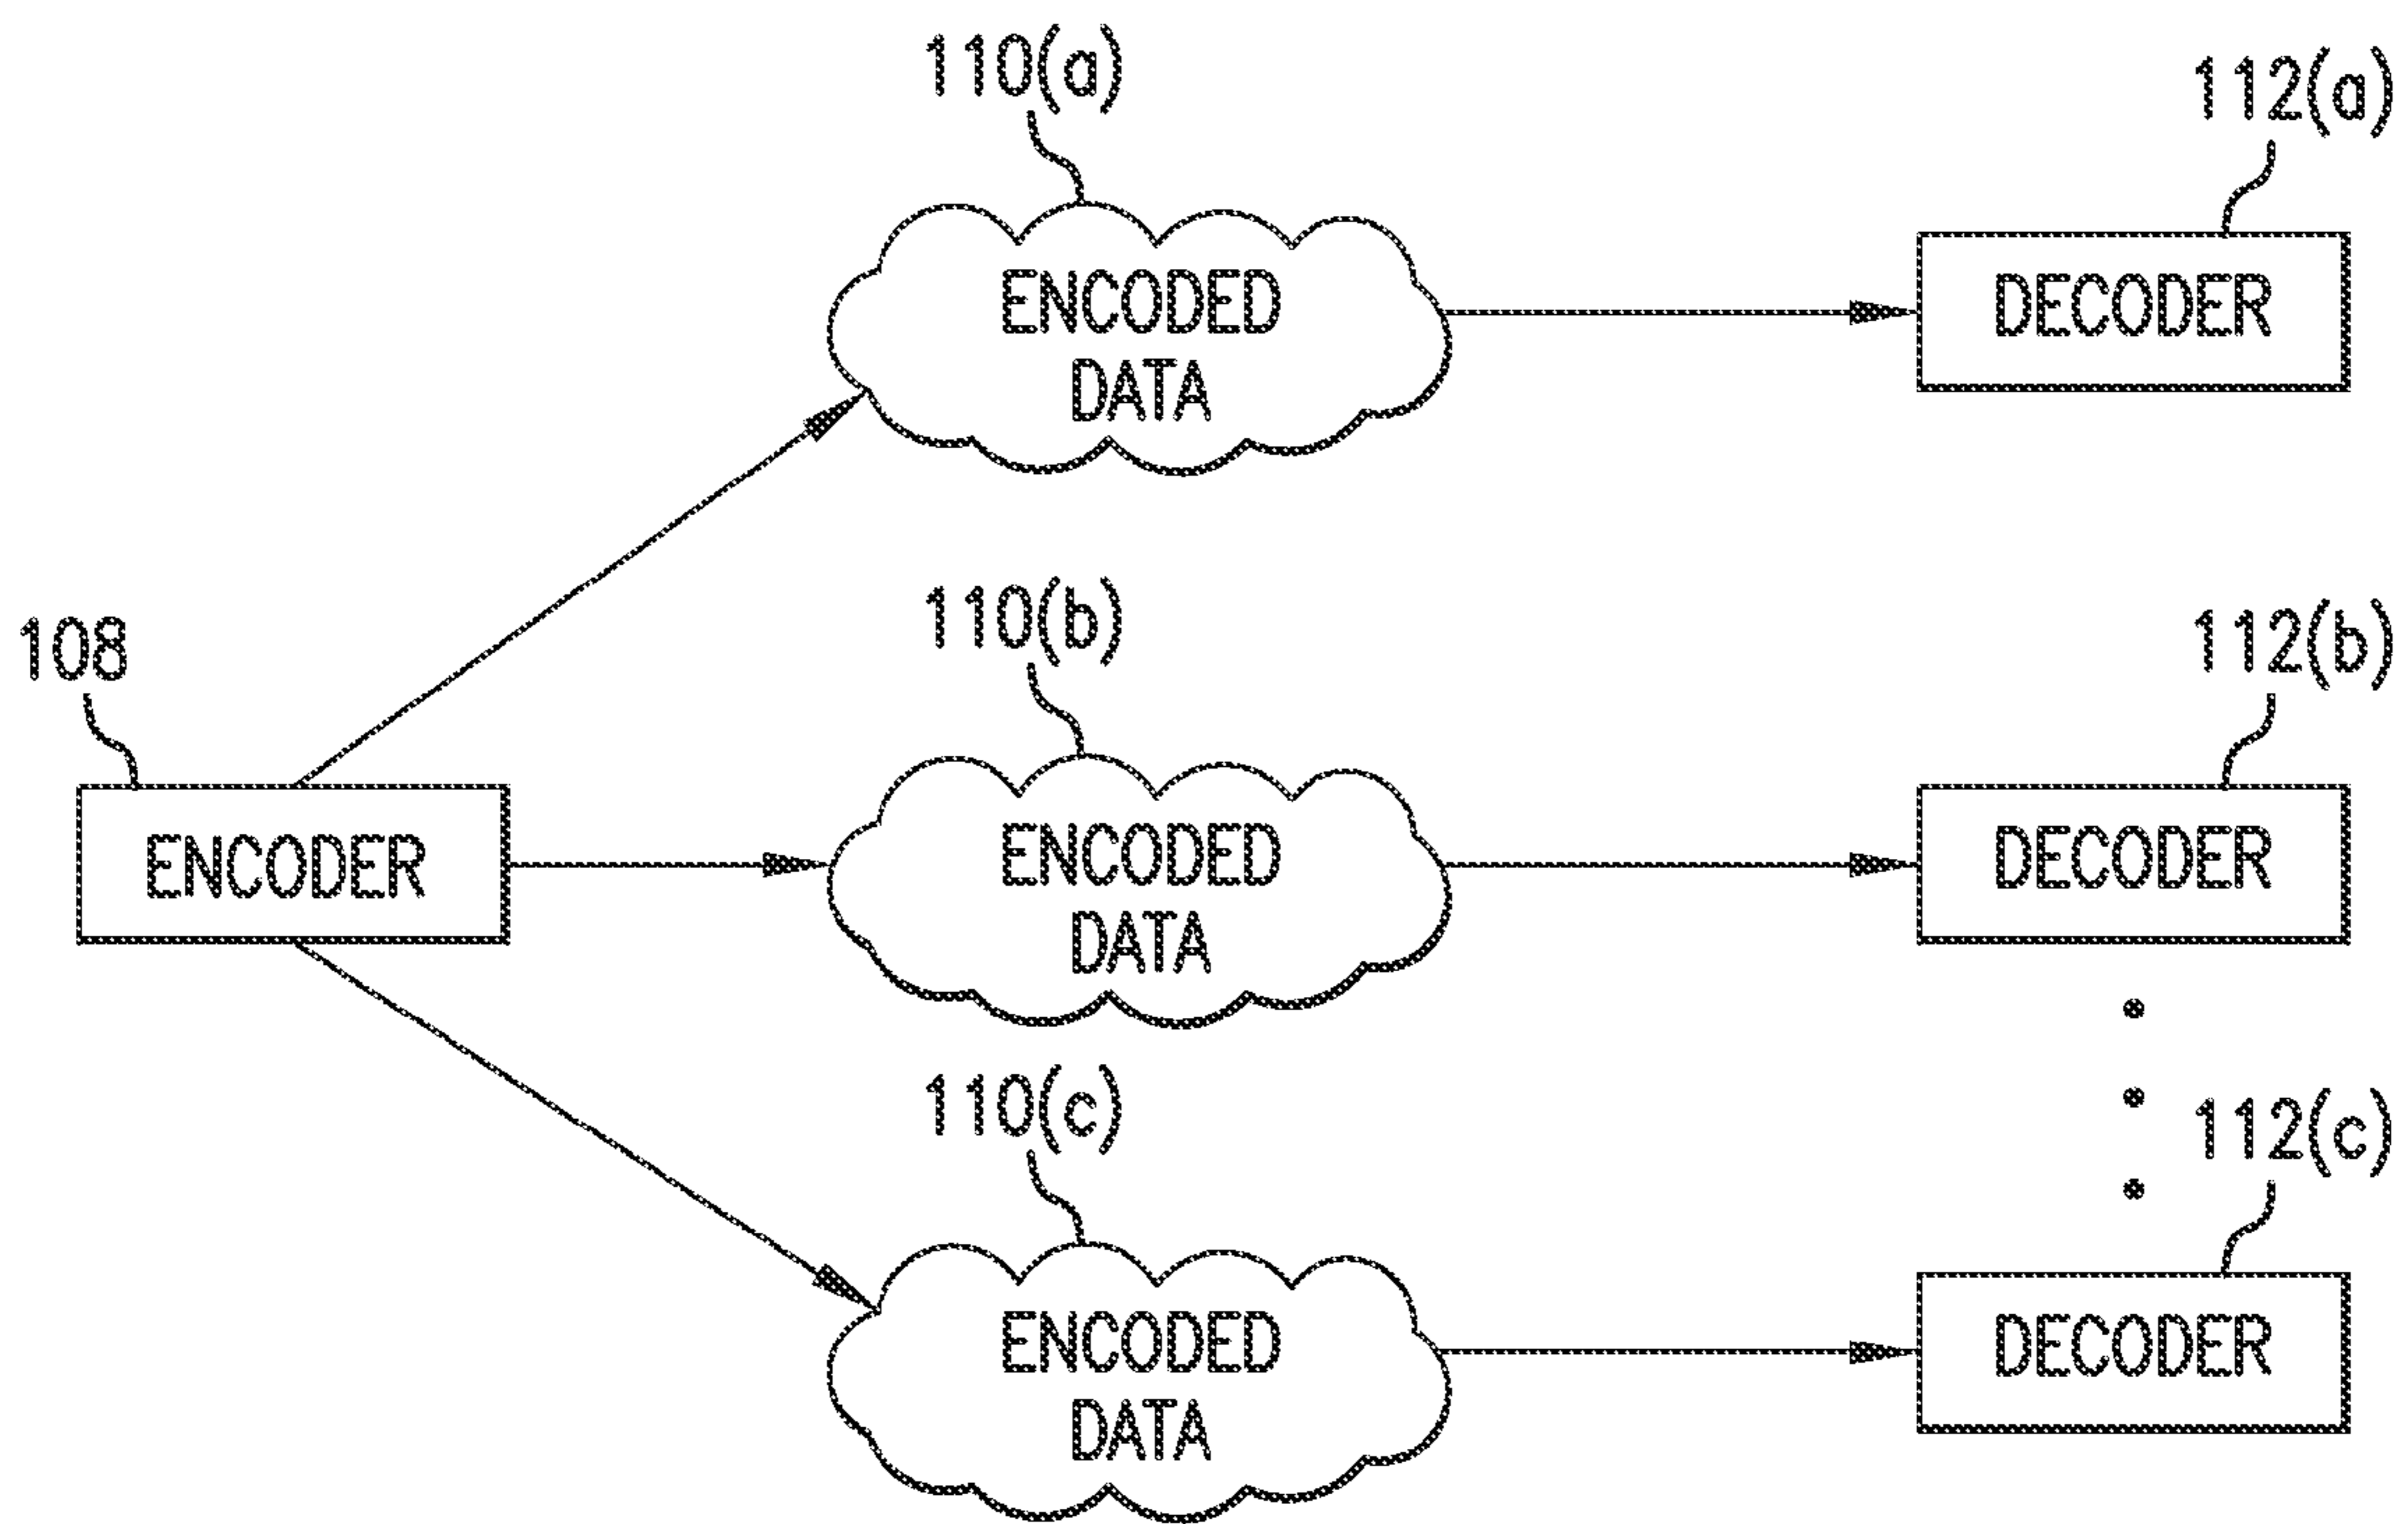 110(a)
112(a)
ENCODED
DATA
DECODER
108
110(b)
112(b)
ENCODER
ENCODED
DATA
DECODER
110(c)
112(c)
ENCODED
DATA
DECODER